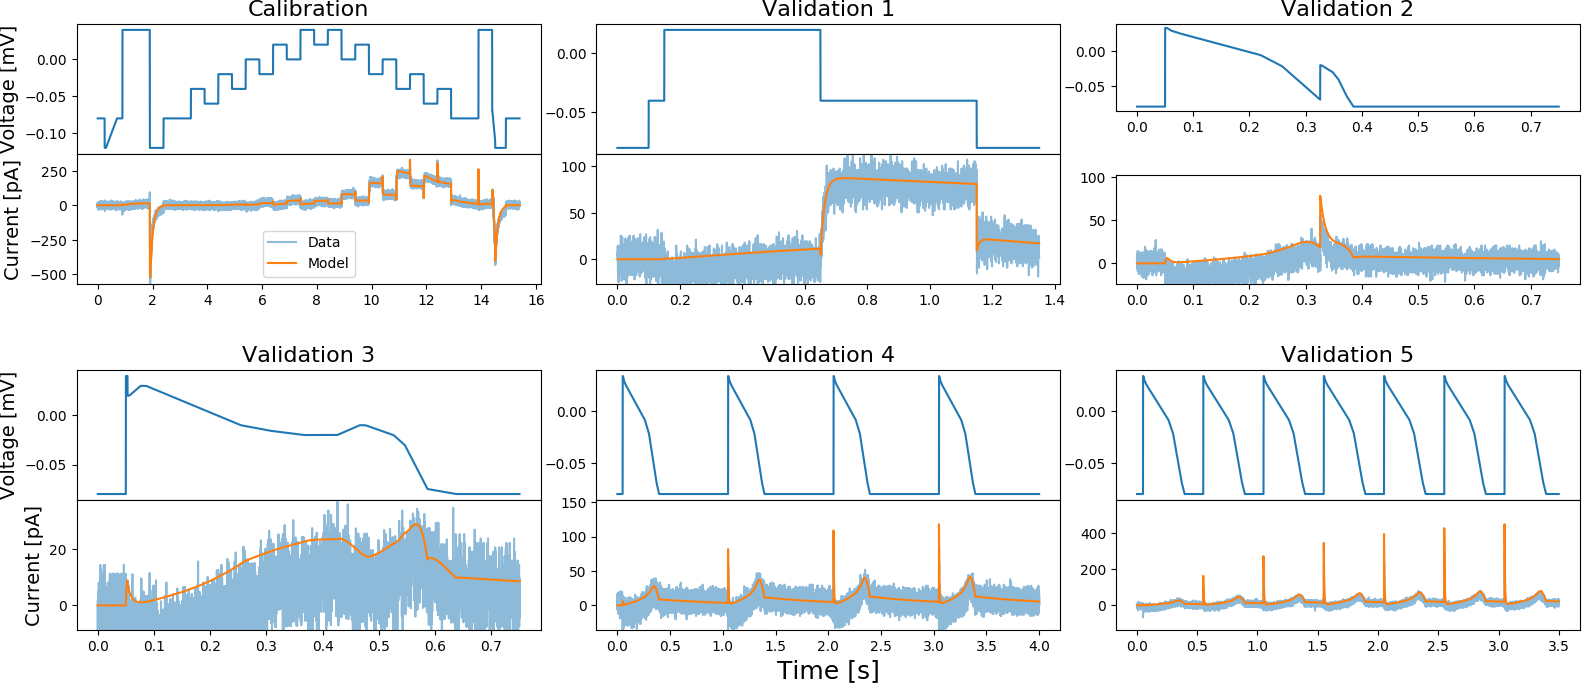 Calibration
Validation 1
Validation 2
Voltage [mV]
0.00
−0.05
−0.10
0.00
−0.05
0.00
−0.05
0.0 0.1 0.2 0.3 0.4 0.5 0.6 0.7
Current [pA]
250
0
−250
−500
Data
Model
0 2 4 6 8 10 12 14 16
100
50
0
0.0 0.2 0.4 0.6 0.8 1.0 1.2 1.4
100
50
0
0.0 0.1 0.2 0.3 0.4 0.5 0.6 0.7
Validation 3
Validation 4
Validation 5
Voltage [mV]
0.00
−0.05
0.00
−0.05
0.00
−0.05
Current [pA]
20
0
0.0 0.1 0.2 0.3 0.4 0.5 0.6 0.7
150
100
50
0
0.0 0.5 1.0 1.5 2.0 2.5 3.0 3.5 4.0
400
200
0
0.0 0.5 1.0 1.5 2.0 2.5 3.0 3.5
Time [s]